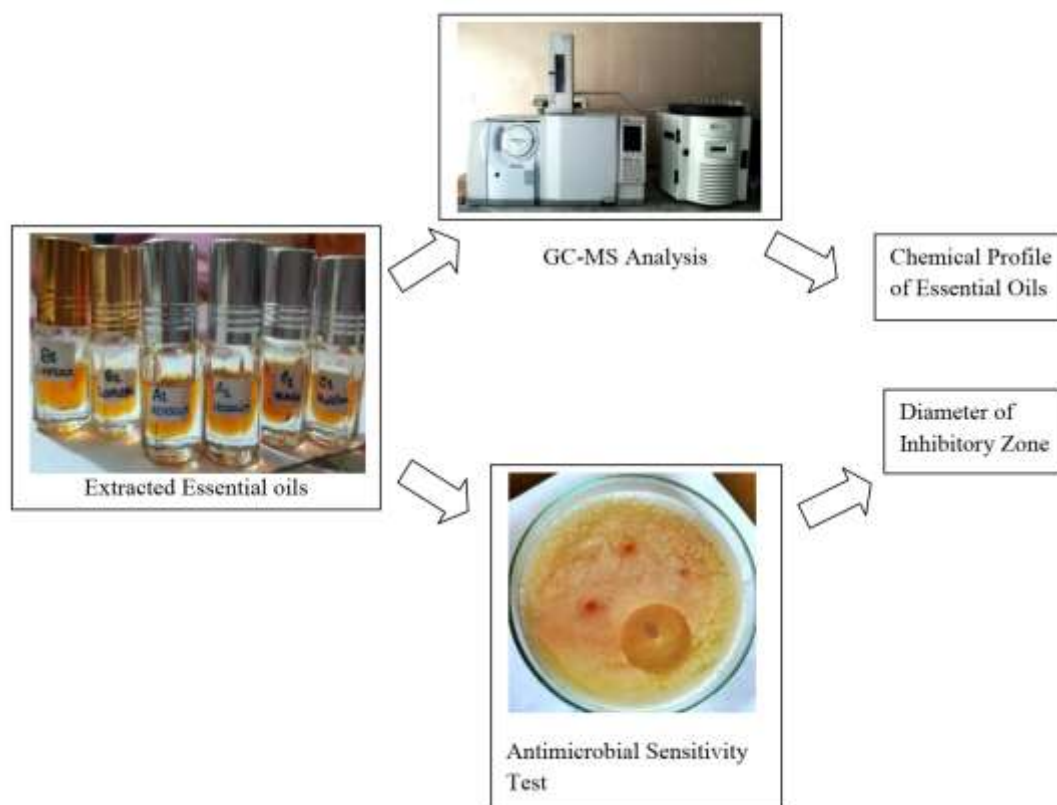 GC-MS Analysis
Chemical Profile
of Essential Oils
Extracted Essential oils
Diameter of
Inhibitory Zone
Antimicrobial Sensitivity
Test